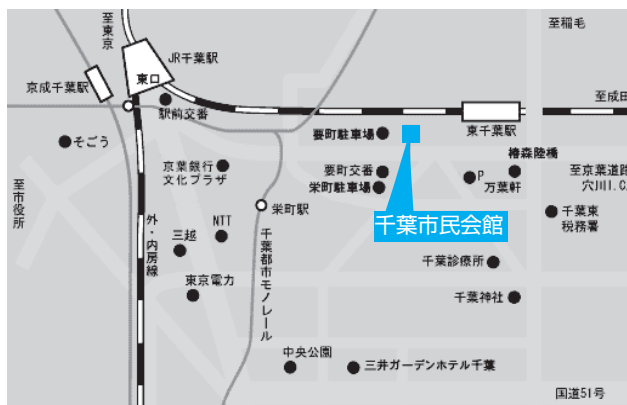 至東京
至稲毛
JR千葉駅
東口
京成千葉駅
至成田
駅前交番
要町駐車場
東千葉駅
そごう
椿森陸橋
京葉銀行
文化プラザ
要町交番
栄町駐車場
P
万葉軒
至京葉道路
穴川I.C.
至市役所
栄町駅
千葉市民会館
千葉東
税務署
外・内房線
NTT
三越
千葉都市モノレール
千葉診療所
東京電力
千葉神社
中央公園
三井ガーデンホテル千葉
国道51号